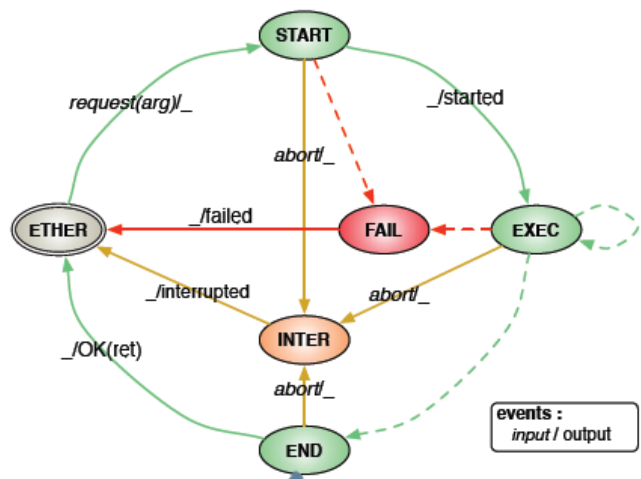 START
request(arg)/_
_/started
abort/_
ETHER
_/failed
FAIL
EXEC
_/interrupted
abort/_
INTER
_/OK(ret)
abort/_
END
events :
input / output